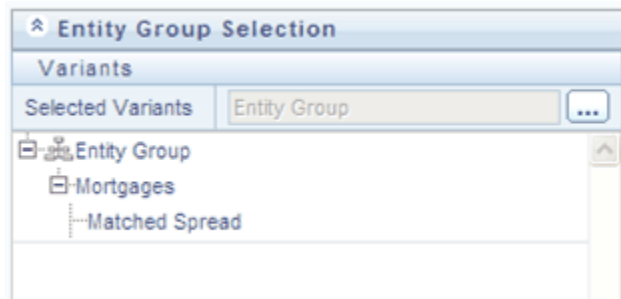 Entity Group Selection
Variants
Selected Variants Entity Group ...
Entity Group
Mortgages
Matched Spread